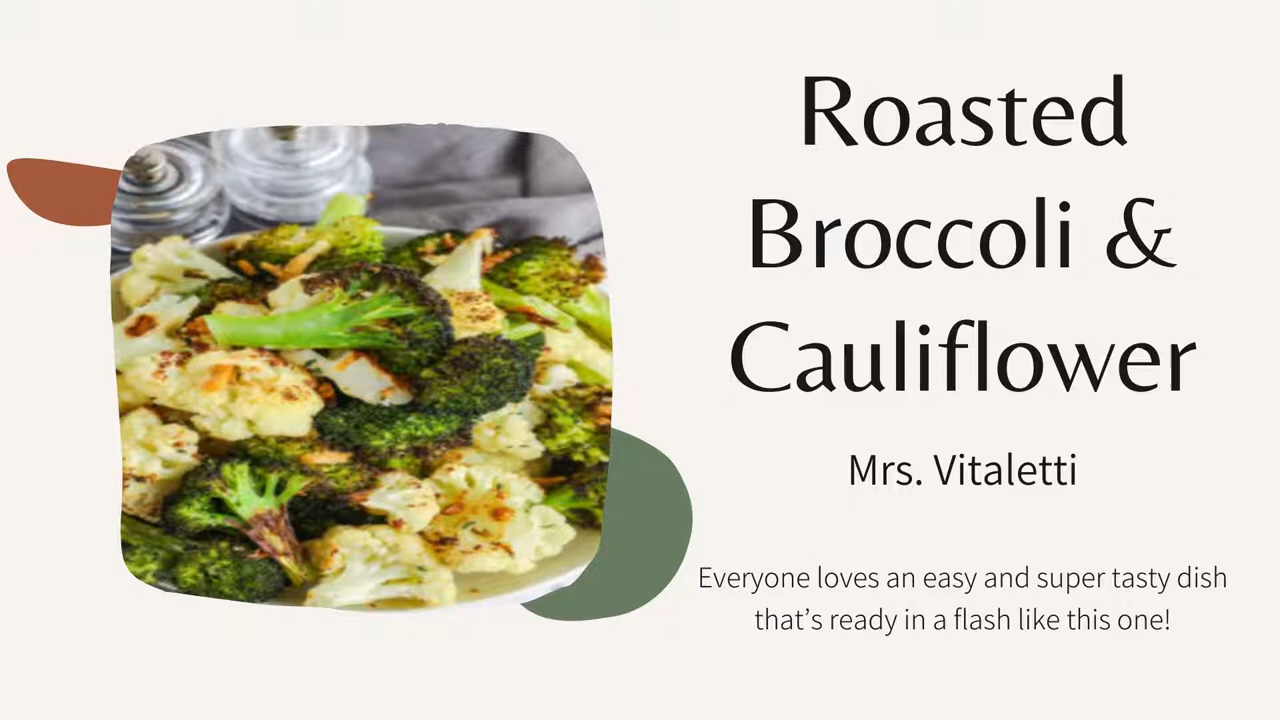 Roasted
Broccoli &
Cauliflower
Mrs. Vitaletti
Everyone loves an easy and super tasty dish
that’s ready in a flash like this one!